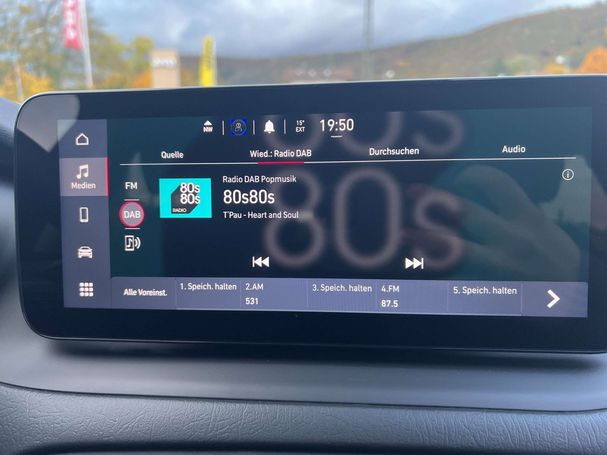 NW
15°
EXT
19:50
Quelle
Wied.: Radio DAB
Durchsuchen
Audio
Medien
FM
DAB
80s
80s
RADIO
Radio DAB Popmusik
80s80s
T'Pau - Heart and Soul
80s
80s
Alle Voreinst.
1. Speich. halten
2.AM
531
3. Speich. halten
4.FM
87.5
5. Speich. halten